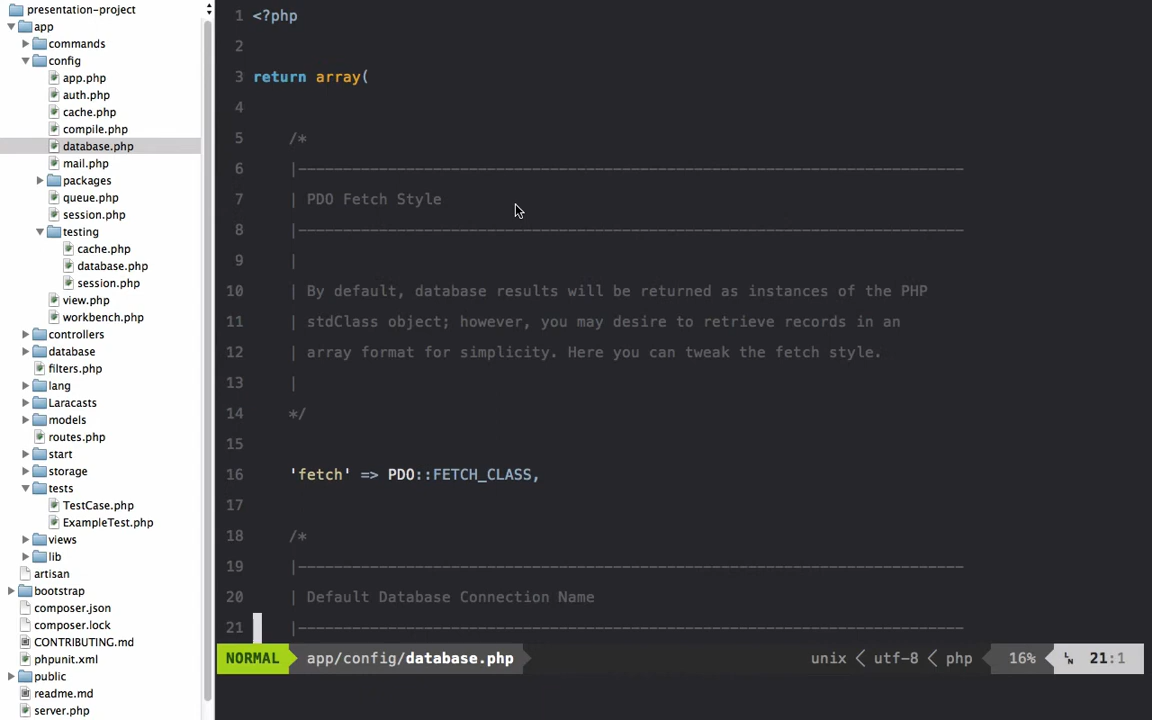 presentation-project
app
commands
config
app.php
auth.php
cache.php
compile.php
database.php
mail.php
packages
queue.php
session.php
testing
cache.php
database.php
session.php
view.php
workbench.php
controllers
database
filters.php
lang
Laracasts
models
routes.php
start
storage
tests
TestCase.php
ExampleTest.php
views
lib
artisan
bootstrap
composer.json
composer.lock
CONTRIBUTING.md
phpunit.xml
public
readme.md
server.php
1 <?php
2
3 return array(
4
5 /*
6 |--------------------------------------------------------------------------
7 | PDO Fetch Style
8 |--------------------------------------------------------------------------
9 |
10 | By default, database results will be returned as instances of the PHP
11 | stdClass object; however, you may desire to retrieve records in an
12 | array format for simplicity. Here you can tweak the fetch style.
13 |
14 */
15
16 'fetch' => PDO::FETCH_CLASS,
17
18 /*
19 |--------------------------------------------------------------------------
20 | Default Database Connection Name
21 |--------------------------------------------------------------------------
NORMAL app/config/database.php unix utf-8 php 16% LN 21:1